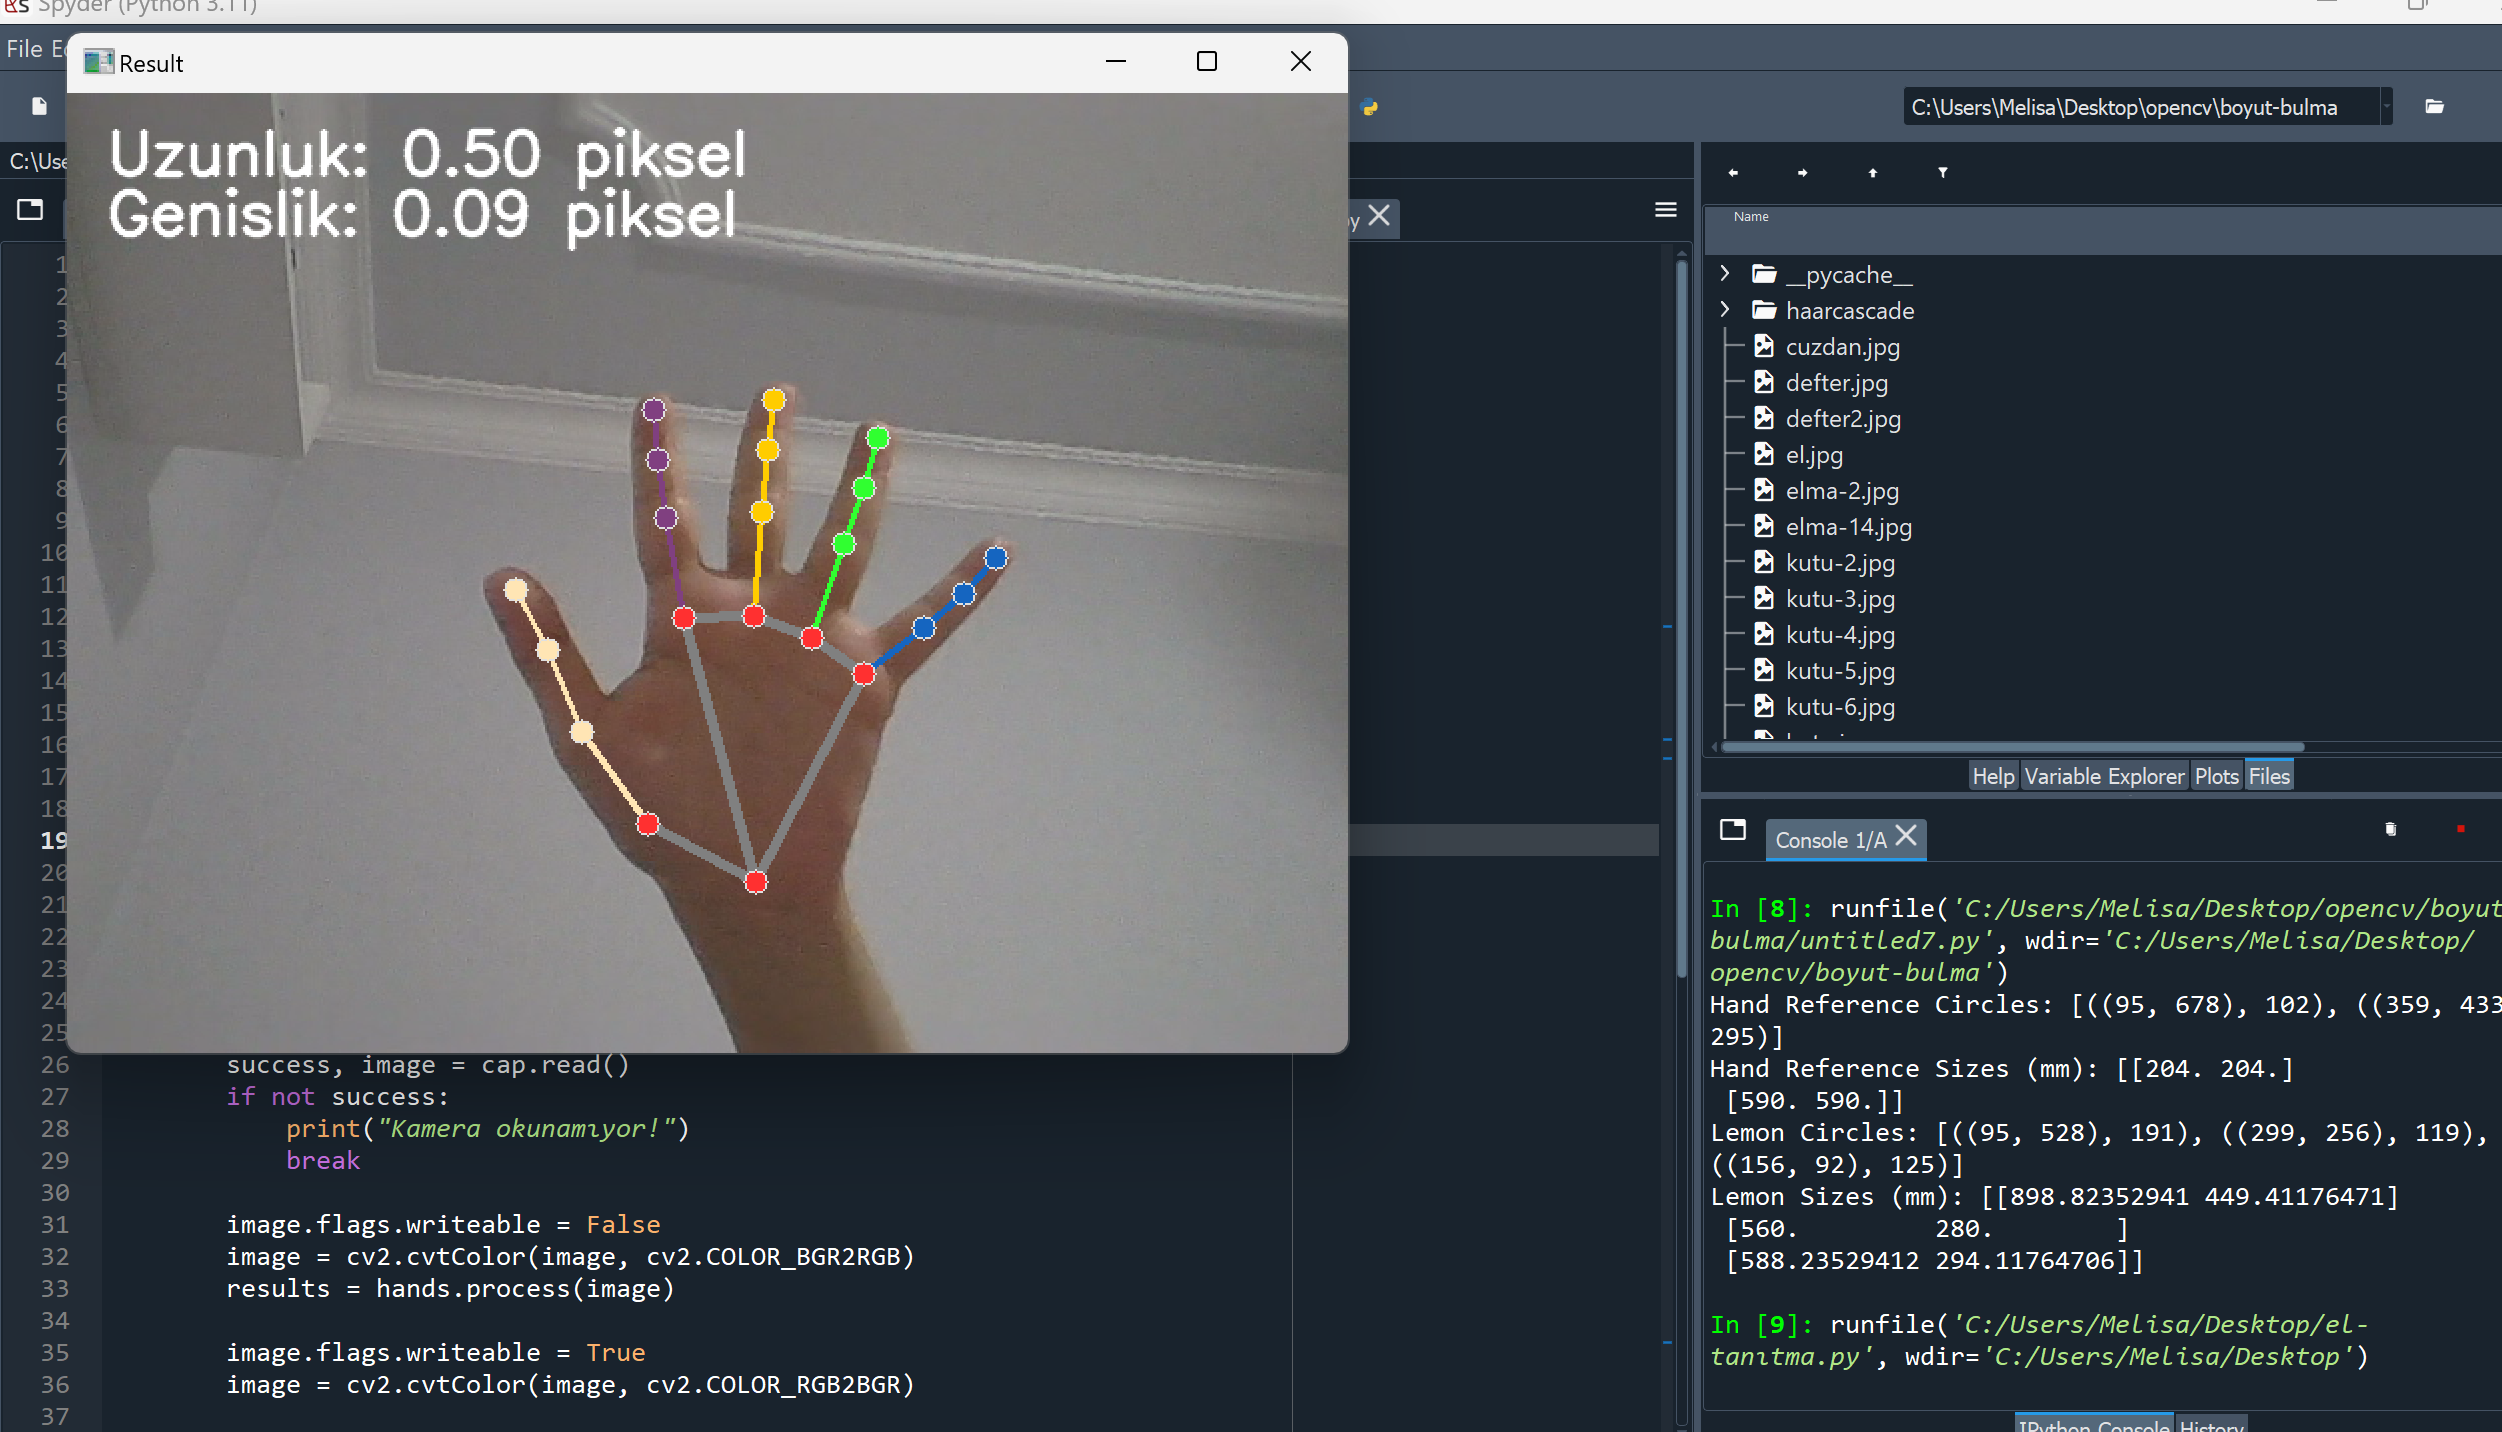 Spyder (Python 3.11)
File
Result
Uzunluk: 0.50 piksel
Genislik: 0.09 piksel
C:\Users\Melisa\Desktop\opencv\boyut-bulma
Name
__pycache__
haarcascade
cuzdan.jpg
defter.jpg
defter2.jpg
el.jpg
elma-2.jpg
elma-14.jpg
kutu-2.jpg
kutu-3.jpg
kutu-4.jpg
kutu-5.jpg
kutu-6.jpg
Help Variable Explorer Plots Files
Console 1/A
In [8]: runfile('C:/Users/Melisa/Desktop/opencv/boyut
bulma/untitled7.py', wdir='C:/Users/Melisa/Desktop/
opencv/boyut-bulma')
Hand Reference Circles: [((95, 678), 102), ((359, 433
295)]
Hand Reference Sizes (mm): [[204. 204.]
[590. 590.]]
Lemon Circles: [((95, 528), 191), ((299, 256), 119),
((156, 92), 125)]
Lemon Sizes (mm): [[898.82352941 449.41176471]
[560. 280. ]
[588.23529412 294.11764706]]
In [9]: runfile('C:/Users/Melisa/Desktop/el-
tanıtma.py', wdir='C:/Users/Melisa/Desktop')
IPython Console History
1
2
3
4
5
6
7
8
9
10
11
12
13
14
15
16
17
18
19
20
21
22
23
24
25
26 success, image = cap.read()
27 if not success:
28 print("Kamera okunamıyor!")
29 break
30
31 image.flags.writeable = False
32 image = cv2.cvtColor(image, cv2.COLOR_BGR2RGB)
33 results = hands.process(image)
34
35 image.flags.writeable = True
36 image = cv2.cvtColor(image, cv2.COLOR_RGB2BGR)
37